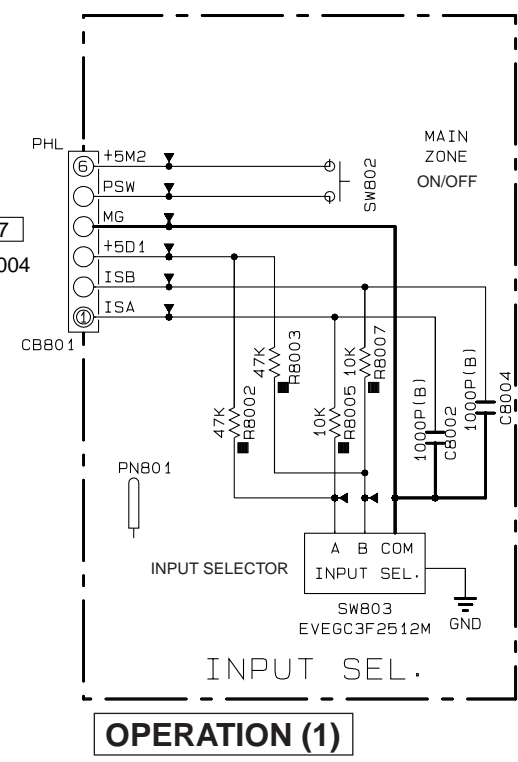 MAIN
ZONE
ON/OFF
PHL
6
+5M2
PSW
MG
+5D1
ISB
ISA
1
CB801
7
004
SW802
47K
R8002
47K
R8003
10K
R8005
10K
R8007
1000P(B)
C8002
1000P(B)
C8004
PN801
INPUT SELECTOR
A B COM
INPUT SEL.
SW803
EVEGC3F2512M
GND
INPUT SEL.
OPERATION (1)